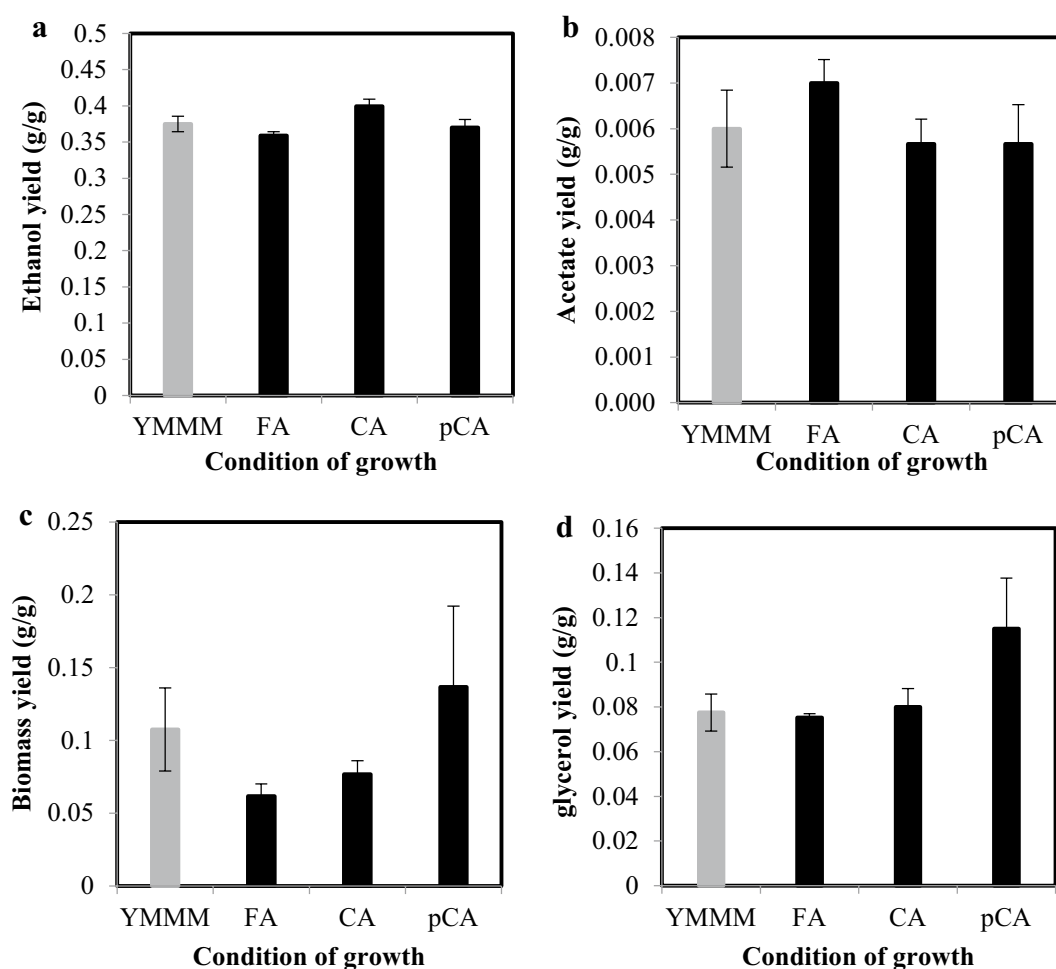 a
0.5
0.45
0.4
0.35
0.3
0.25
0.2
0.15
0.1
0.05
0
Ethanol yield (g/g)
YMMM FA CA pCA
Condition of growth
b
0.008
0.007
0.006
0.005
0.004
0.003
0.002
0.001
0.000
Acetate yield (g/g)
YMMM FA CA pCA
Condition of growth
c
0.25
0.2
0.15
0.1
0.05
0
Biomass yield (g/g)
YMMM FA CA pCA
Condition of growth
d
0.16
0.14
0.12
0.1
0.08
0.06
0.04
0.02
0
glycerol yield (g/g)
YMMM FA CA pCA
Condition of growth